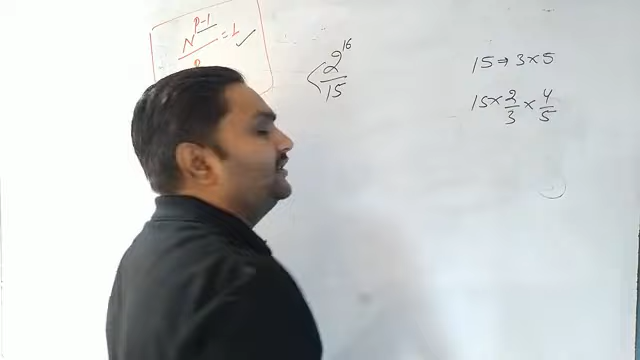 N^(p-1)/p = 1 ✓
2^16/15
15 ⇒ 3×5
15×2/3×4/5